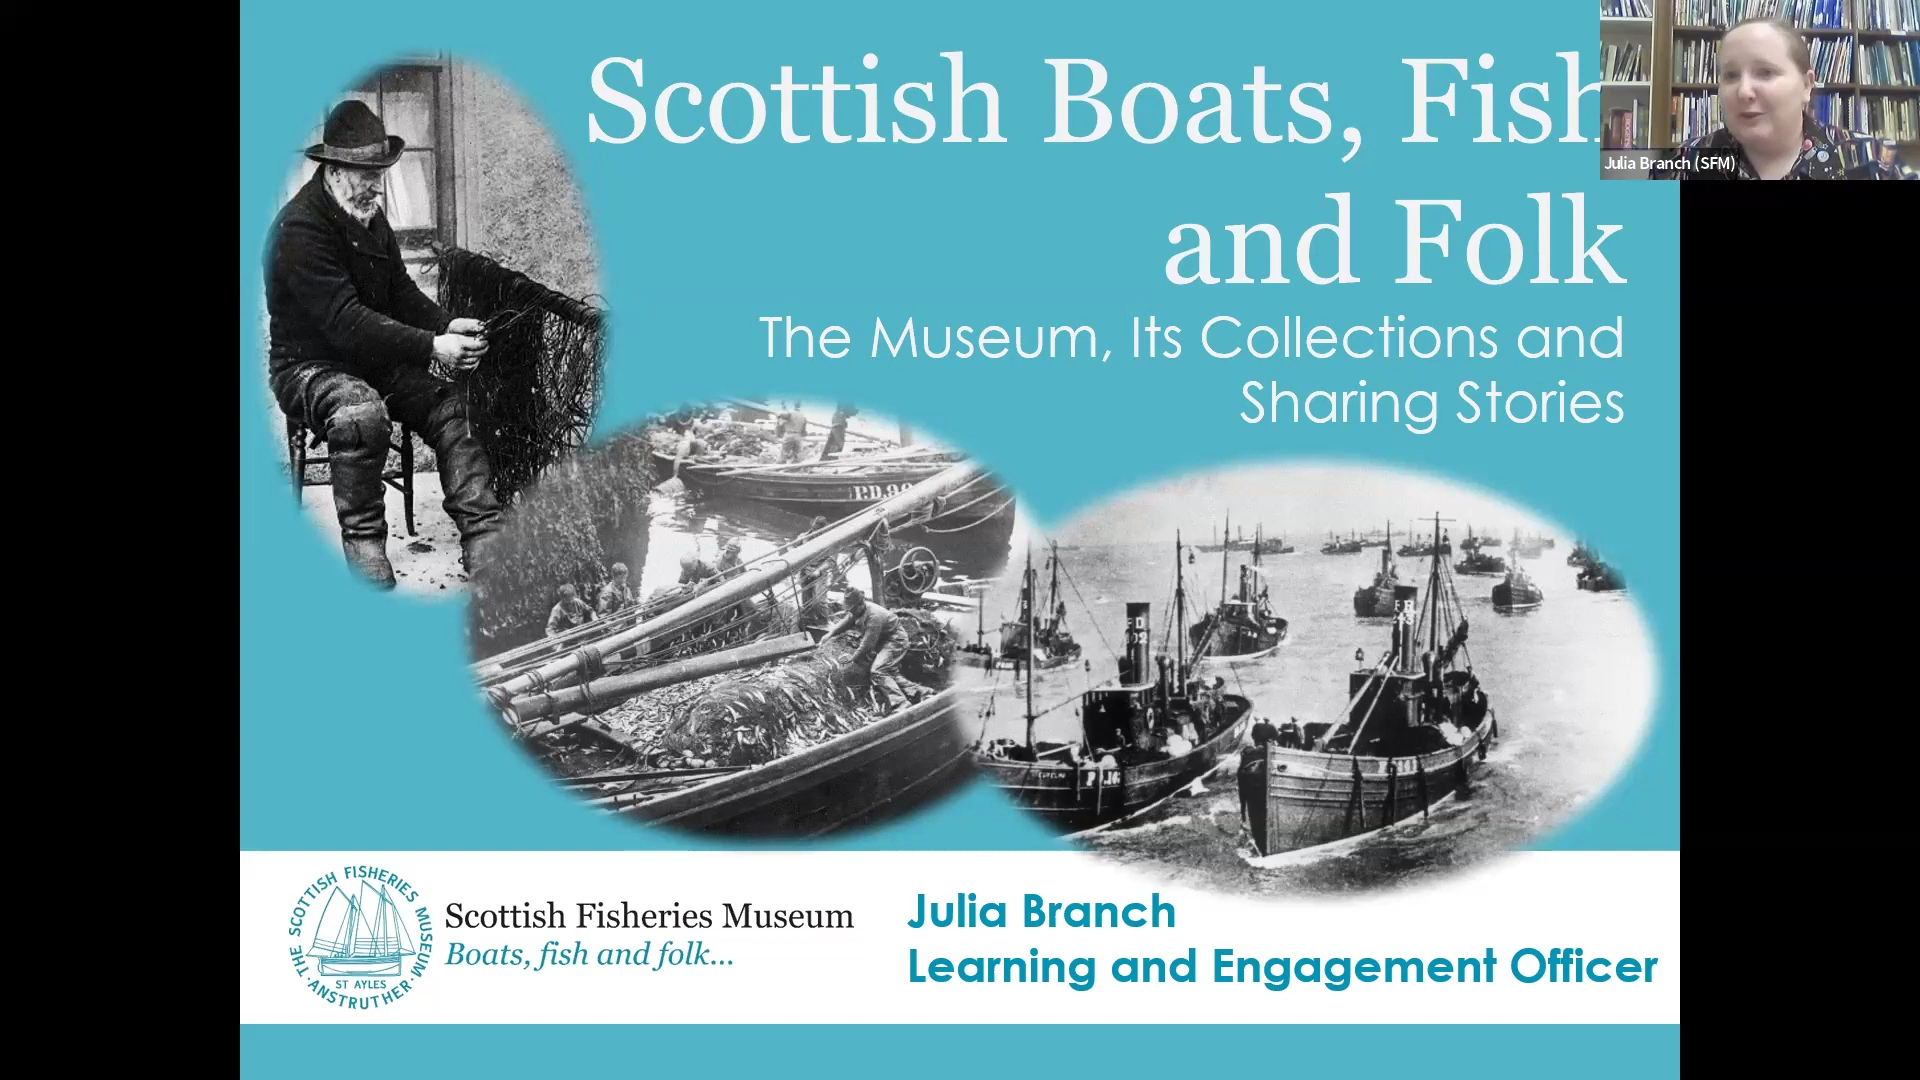 Scottish Boats, Fish
and Folk
The Museum, Its Collections and
Sharing Stories
Julia Branch (SFM)
P.D.9
THE SCOTTISH FISHERIES MUSEUM
ST AYLES
ANSTRUTHER
Scottish Fisheries Museum
Boats, fish and folk...
Julia Branch
Learning and Engagement Officer